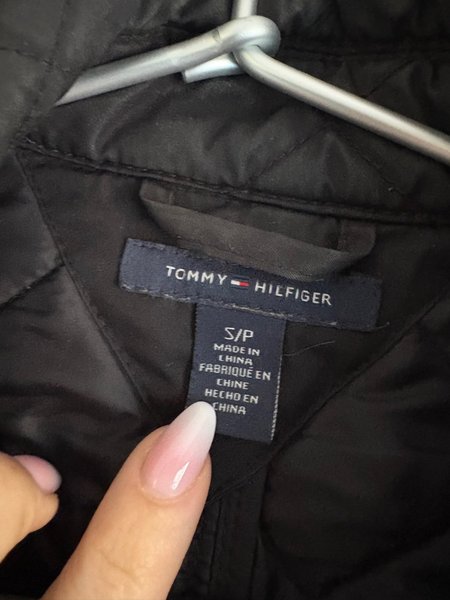 TOMMY HILFIGER
S/P
MADE IN
CHINA
FABRIQUÉ EN
CHINE
HECHO EN
CHINA